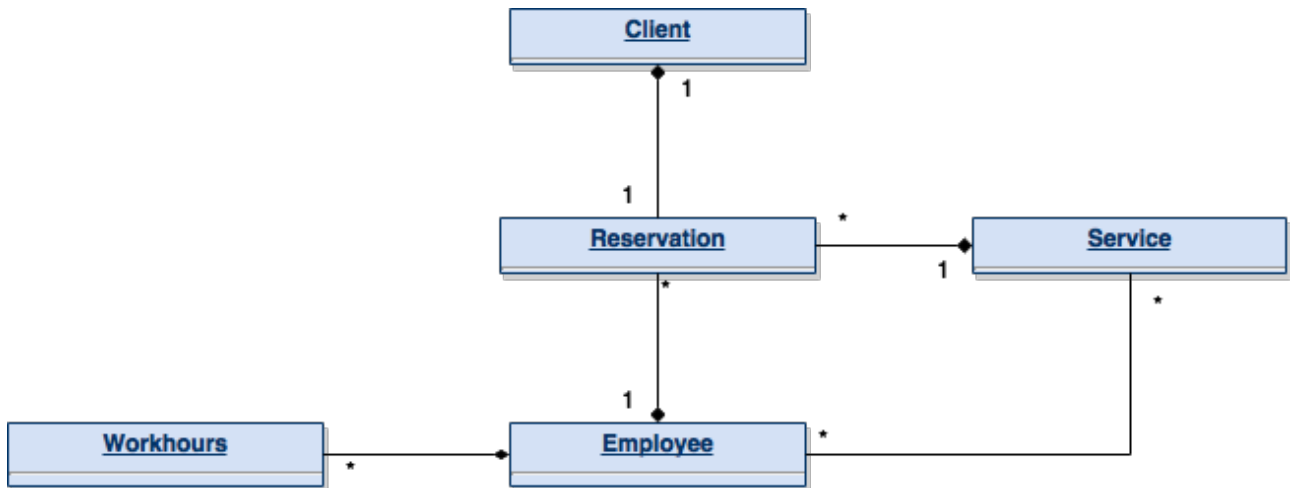 Client
1
1
Reservation
*
Service
1
*
*
1
Workhours
*
Employee
*